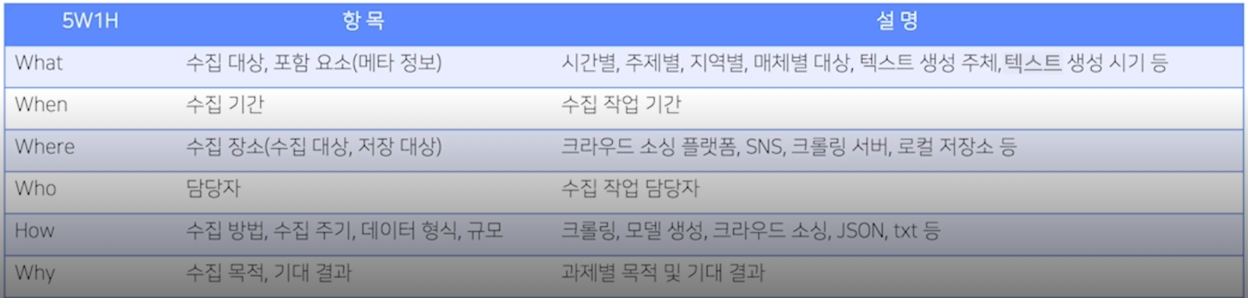 5W1H 항목 설명
What 수집 대상, 포함 요소(메타 정보) 시간별, 주제별, 지역별, 매체별 대상, 텍스트 생성 주체, 텍스트 생성 시기 등
When 수집 기간 수집 작업 기간
Where 수집 장소(수집 대상, 저장 대상) 크라우드 소싱 플랫폼, SNS, 크롤링 서버, 로컬 저장소 등
Who 담당자 수집 작업 담당자
How 수집 방법, 수집 주기, 데이터 형식, 규모 크롤링, 모델 생성, 크라우드 소싱, JSON, txt 등
Why 수집 목적, 기대 결과 과제별 목적 및 기대 결과